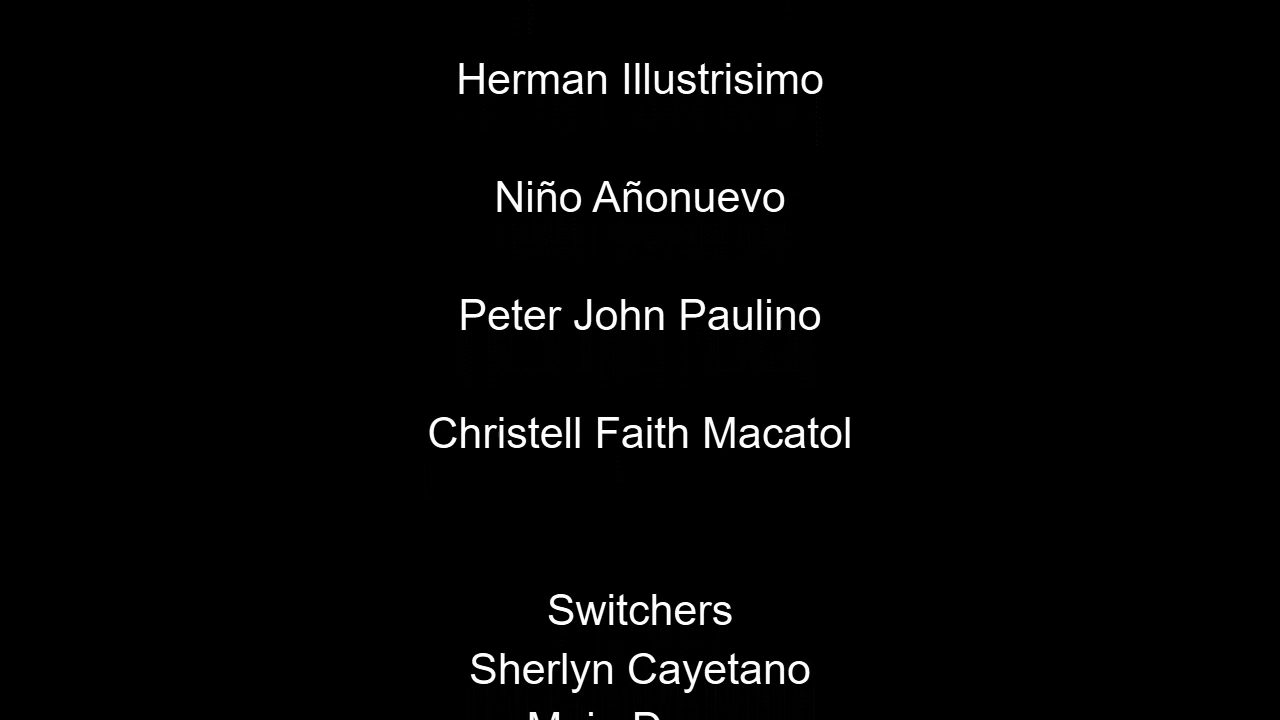 Herman Illustrisimo
Niño Añonuevo
Peter John Paulino
Christell Faith Macatol
Switchers
Sherlyn Cayetano